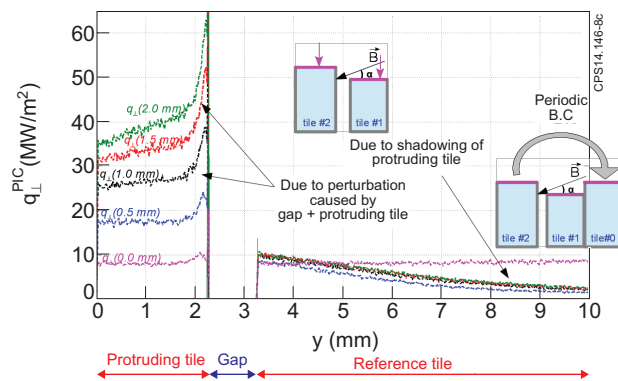 CPS14.146-8c
q⊥^PIC (MW/m²)
60
50
40
30
20
10
0
q⊥(2.0 mm)
q⊥(1.5 mm)
q⊥(1.0 mm)
q⊥(0.5 mm)
q⊥(0.0 mm)
B
α
tile #2
tile #1
Due to shadowing of
protruding tile
Due to perturbation
caused by
gap + protruding tile
Periodic
B.C
B
α
tile #2
tile #1
tile#0
0 1 2 3 4 5 6 7 8 9 10
y (mm)
Protruding tile
Gap
Reference tile